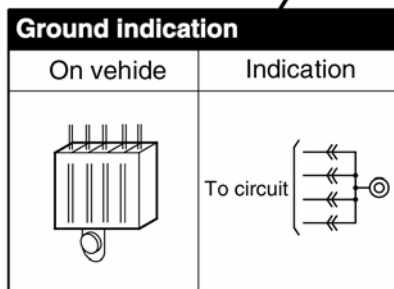 Ground indication
On vehide
Indication
To circuit